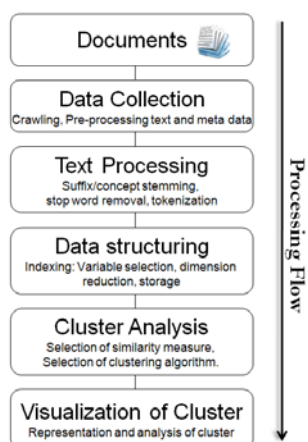 Documents
Data Collection
Crawling, Pre-processing text and meta data
Text Processing
Suffix/concept stemming,
stop word removal, tokenization
Data structuring
Indexing: Variable selection, dimension
reduction, storage
Cluster Analysis
Selection of similarity measure,
Selection of clustering algorithm.
Visualization of Cluster
Representation and analysis of cluster
Processing Flow